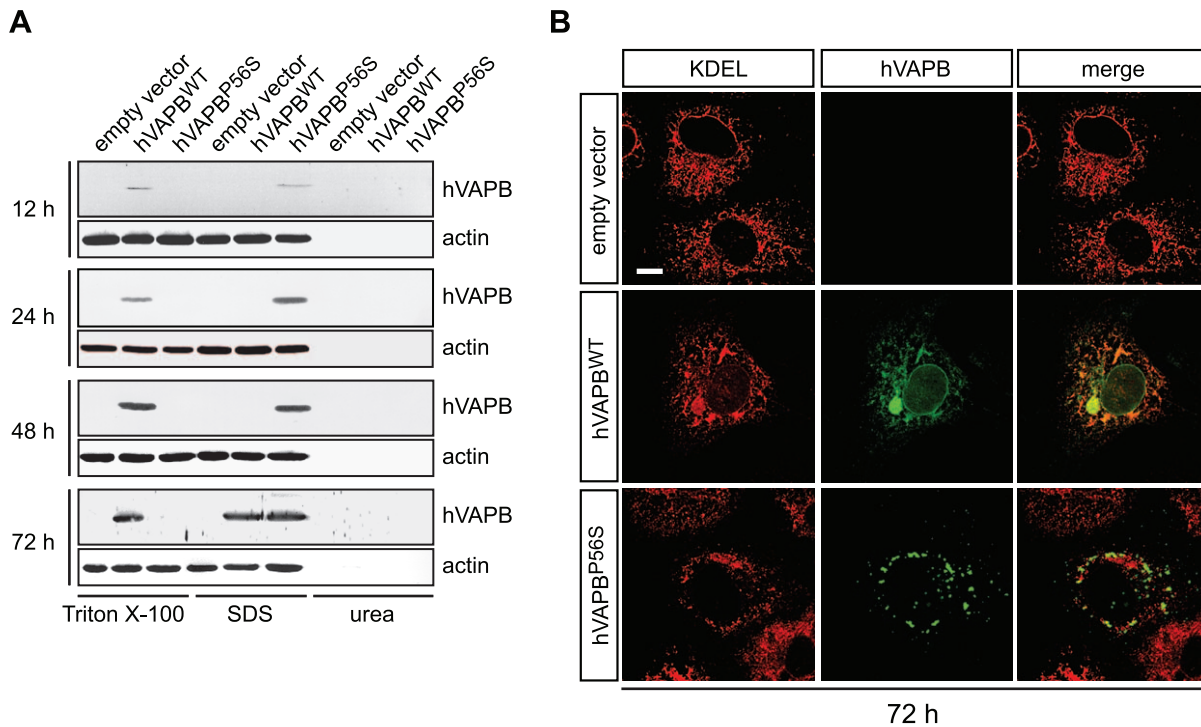 A
empty vector
hVAPBWT
hVAPBP56S
empty vector
hVAPBWT
hVAPBP56S
empty vector
hVAPBWT
hVAPBP56S
12 h
hVAPB
actin
24 h
hVAPB
actin
48 h
hVAPB
actin
72 h
hVAPB
actin
Triton X-100 SDS urea
B
KDEL hVAPB merge
empty vector
hVAPBWT
hVAPBP56S
72 h